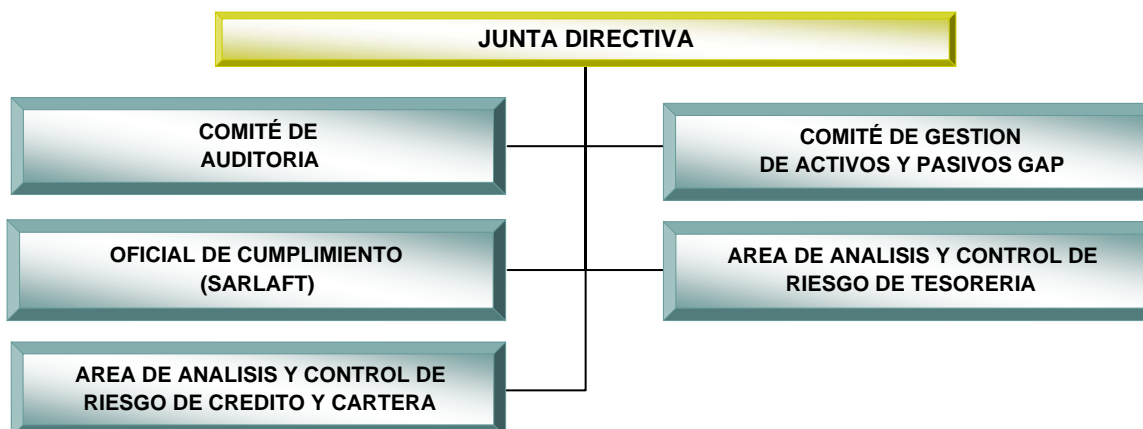 JUNTA DIRECTIVA
COMITÉ DE
AUDITORIA
COMITÉ DE GESTION
DE ACTIVOS Y PASIVOS GAP
OFICIAL DE CUMPLIMIENTO
(SARLAFT)
AREA DE ANALISIS Y CONTROL DE
RIESGO DE TESORERIA
AREA DE ANALISIS Y CONTROL DE
RIESGO DE CREDITO Y CARTERA